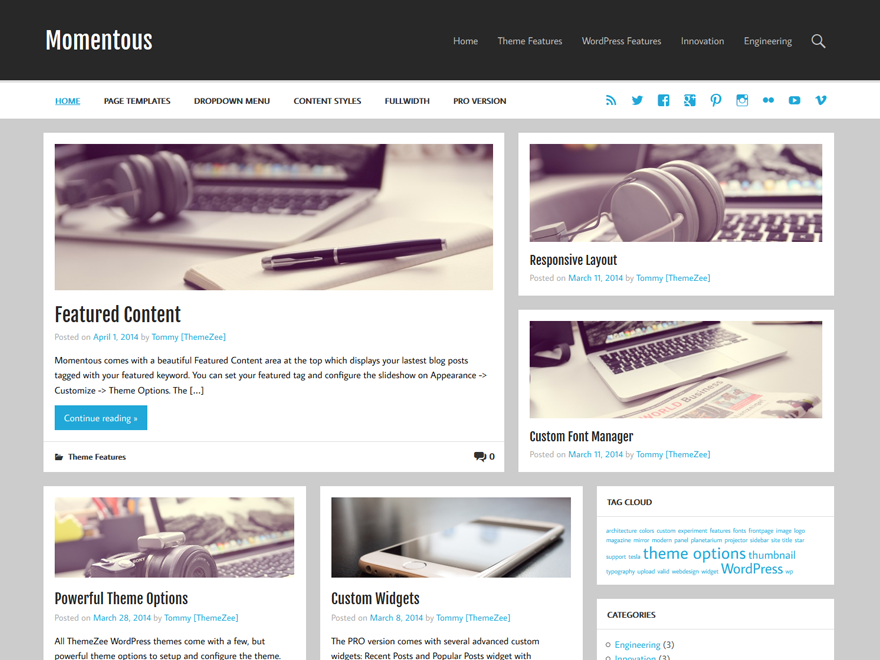 Momentous
Home Theme Features WordPress Features Innovation Engineering
HOME PAGE TEMPLATES DROPDOWN MENU CONTENT STYLES FULLWIDTH PRO VERSION
Featured Content
Posted on April 1, 2014 by Tommy [ThemeZee]
Momentous comes with a beautiful Featured Content area at the top which displays your lastest blog posts
tagged with your featured keyword. You can set your featured tag and configure the slideshow on Appearance ->
Customize -> Theme Options. The […]
Continue reading »
Theme Features
0
Responsive Layout
Posted on March 11, 2014 by Tommy [ThemeZee]
WORLD Business
Custom Font Manager
Posted on March 11, 2014 by Tommy [ThemeZee]
SONY
Powerful Theme Options
Posted on March 28, 2014 by Tommy [ThemeZee]
All ThemeZee WordPress themes come with a few, but
powerful theme options to setup and configure the theme.
Custom Widgets
Posted on March 8, 2014 by Tommy [ThemeZee]
The PRO version comes with several advanced custom
widgets: Recent Posts and Popular Posts widget with
TAG CLOUD
architecture colors custom experiment features fonts frontpage image logo
magazine mirror modern panel planetarium projector sidebar site title star
support tesla theme options thumbnail
typography upload valid webdesign widget WordPress wp
CATEGORIES
Engineering (3)
Innovation (3)